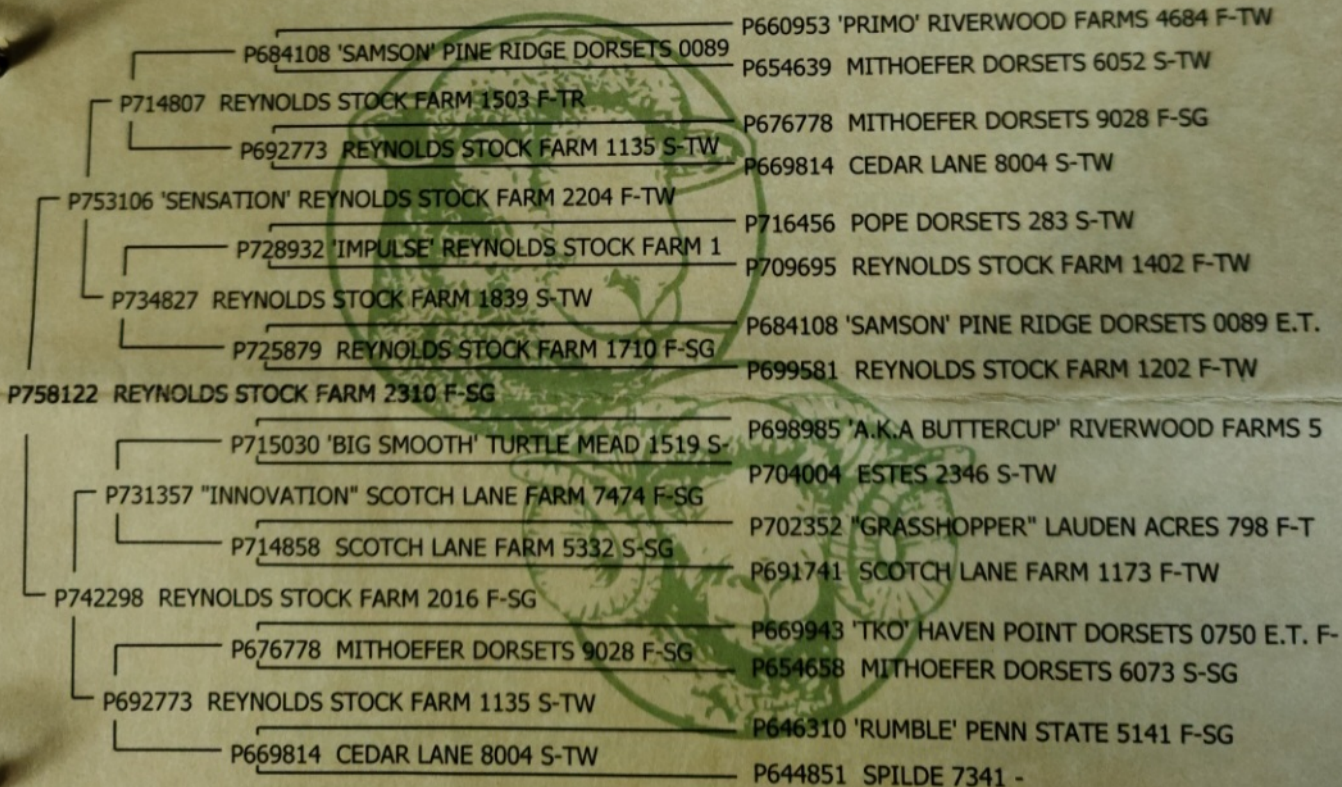 P660953 'PRIMO' RIVERWOOD FARMS 4684 F-TW
P684108 'SAMSON' PINE RIDGE DORSETS 0089
P654639 MITHOEFER DORSETS 6052 S-TW
P714807 REYNOLDS STOCK FARM 1503 F-TR
P676778 MITHOEFER DORSETS 9028 F-SG
P692773 REYNOLDS STOCK FARM 1135 S-TW
P669814 CEDAR LANE 8004 S-TW
P753106 'SENSATION' REYNOLDS STOCK FARM 2204 F-TW
P716456 POPE DORSETS 283 S-TW
P728932 'IMPULSE' REYNOLDS STOCK FARM 1
P709695 REYNOLDS STOCK FARM 1402 F-TW
P734827 REYNOLDS STOCK FARM 1839 S-TW
P684108 'SAMSON' PINE RIDGE DORSETS 0089 E.T.
P725879 REYNOLDS STOCK FARM 1710 F-SG
P699581 REYNOLDS STOCK FARM 1202 F-TW
P758122 REYNOLDS STOCK FARM 2310 F-SG
P698985 'A.K.A BUTTERCUP' RIVERWOOD FARMS 5
P715030 'BIG SMOOTH' TURTLE MEAD 1519 S-
P704004 ESTES 2346 S-TW
P731357 "INNOVATION" SCOTCH LANE FARM 7474 F-SG
P702352 "GRASSHOPPER" LAUDEN ACRES 798 F-T
P714858 SCOTCH LANE FARM 5332 S-SG
P691741 SCOTCH LANE FARM 1173 F-TW
P742298 REYNOLDS STOCK FARM 2016 F-SG
P669943 'TKO' HAVEN POINT DORSETS 0750 E.T. F-
P676778 MITHOEFER DORSETS 9028 F-SG
P654658 MITHOEFER DORSETS 6073 S-SG
P692773 REYNOLDS STOCK FARM 1135 S-TW
P646310 'RUMBLE' PENN STATE 5141 F-SG
P669814 CEDAR LANE 8004 S-TW
P644851 SPILDE 7341 -